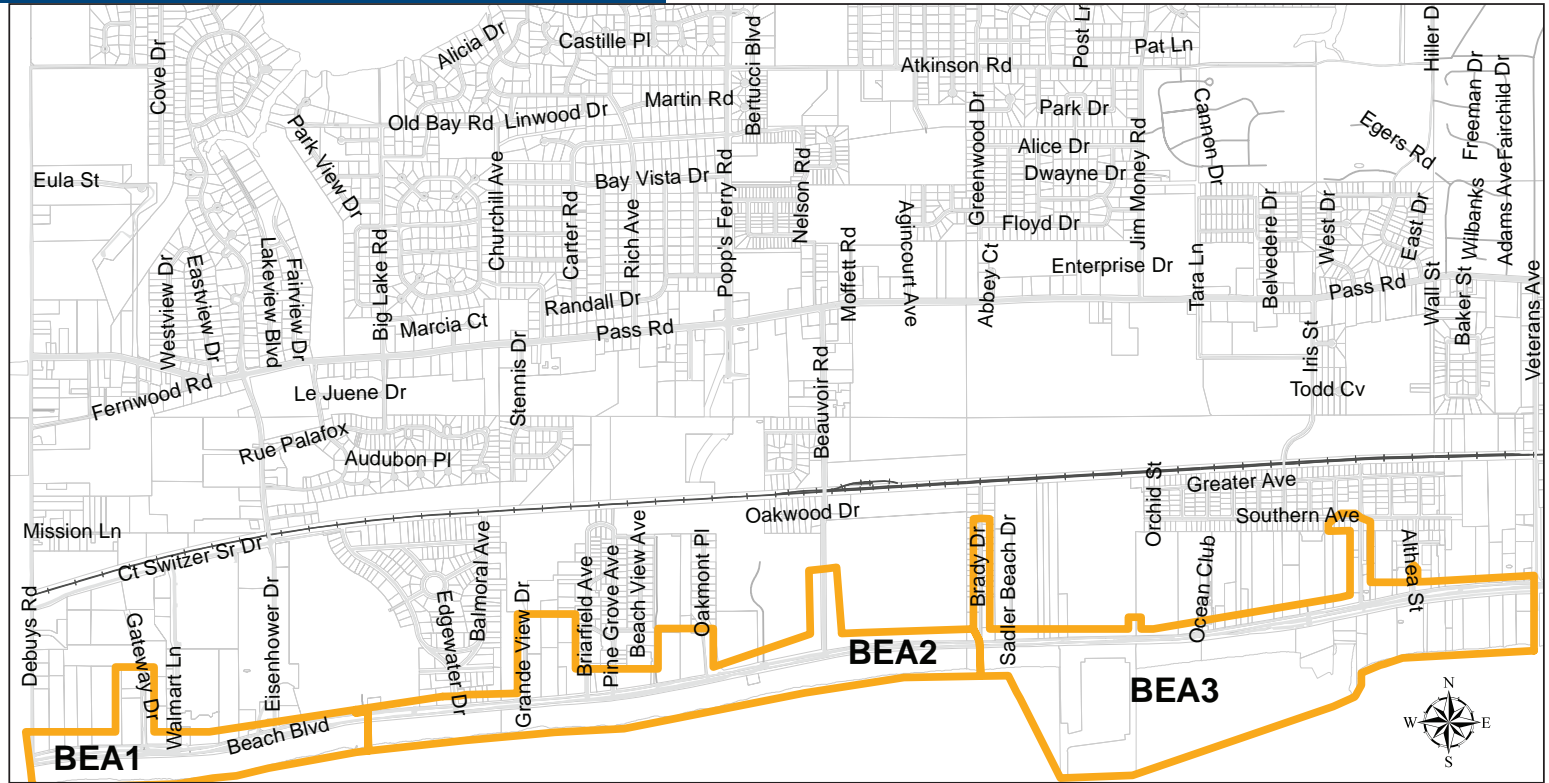 Cove Dr
Alicia Dr
Castille Pl
Bertucci Blvd
Post Ln
Pat Ln
Hiller D
Atkinson Rd
Freeman Dr
Fairchild Dr
Martin Rd
Linwood Dr
Old Bay Rd
Park View Dr
Greenwood Dr
Park Dr
Cannon Dr
Egers Rd
Alice Dr
Dwayne Dr
Jim Money Rd
Eula St
Churchill Ave
Bay Vista Dr
Popp's Ferry Rd
Nelson Rd
Carter Rd
Rich Ave
Agincourt Ave
Floyd Dr
Belvedere Dr
West Dr
East Dr
Wilbanks
Adams Ave
Westview Dr
Eastview Dr
Lakeview Blvd
Fairview Dr
Big Lake Rd
Moffett Rd
Abbey Ct
Enterprise Dr
Tara Ln
Pass Rd
Wall St
Baker St
Veterans Ave
Randall Dr
Marcia Ct
Pass Rd
Stennis Dr
Beauvoir Rd
Iris St
Todd Cv
Fernwood Rd
Le Juene Dr
Rue Palafox
Audubon Pl
Greater Ave
Orchid St
Southern Ave
Oakwood Dr
Mission Ln
Ct Switzer Sr Dr
Debuys Rd
Gateway Dr
Walmart Ln
Eisenhower Dr
Edgewater Dr
Balmoral Ave
Grande View Dr
Briarfield Ave
Pine Grove Ave
Beach View Ave
Oakmont Pl
Brady Dr
Sadler Beach Dr
Ocean Club
Althea St
Beach Blvd
BEA1
BEA2
BEA3
N
W
E
S